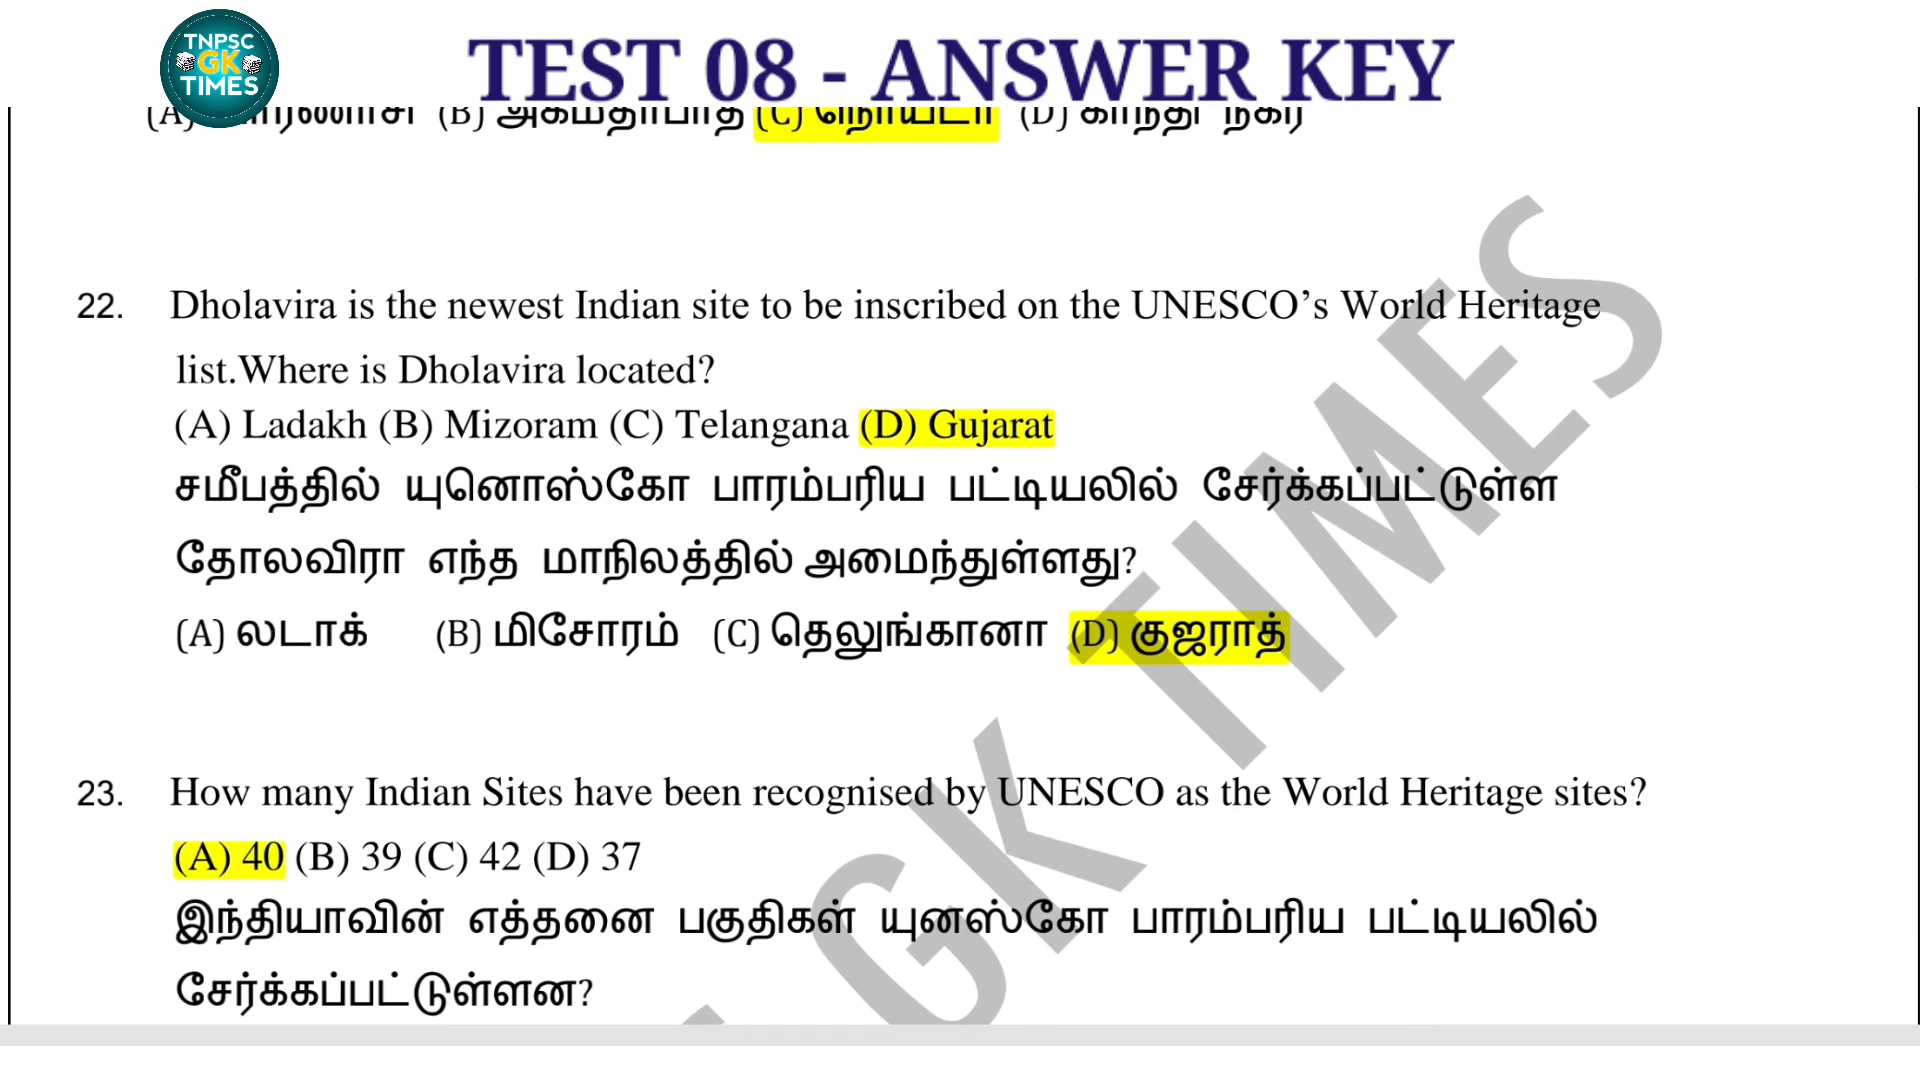 TNPSC
GK
TIMES
TEST 08 - ANSWER KEY
(B) அகமதாபாத் (C) நொய்டா (D) காந்தி நகர்
22. Dholavira is the newest Indian site to be inscribed on the UNESCO’s World Heritage
list.Where is Dholavira located?
(A) Ladakh (B) Mizoram (C) Telangana (D) Gujarat
சமீபத்தில் யுனொஸ்கோ பாரம்பரிய பட்டியலில் சேர்க்கப்பட்டுள்ள
தோலவிரா எந்த மாநிலத்தில் அமைந்துள்ளது?
(A) லடாக் (B) மிசோரம் (C) தெலுங்கானா (D) குஜராத்
23. How many Indian Sites have been recognised by UNESCO as the World Heritage sites?
(A) 40 (B) 39 (C) 42 (D) 37
இந்தியாவின் எத்தனை பகுதிகள் யுனஸ்கோ பாரம்பரிய பட்டியலில்
சேர்க்கப்பட்டுள்ளன?
GK TIMES